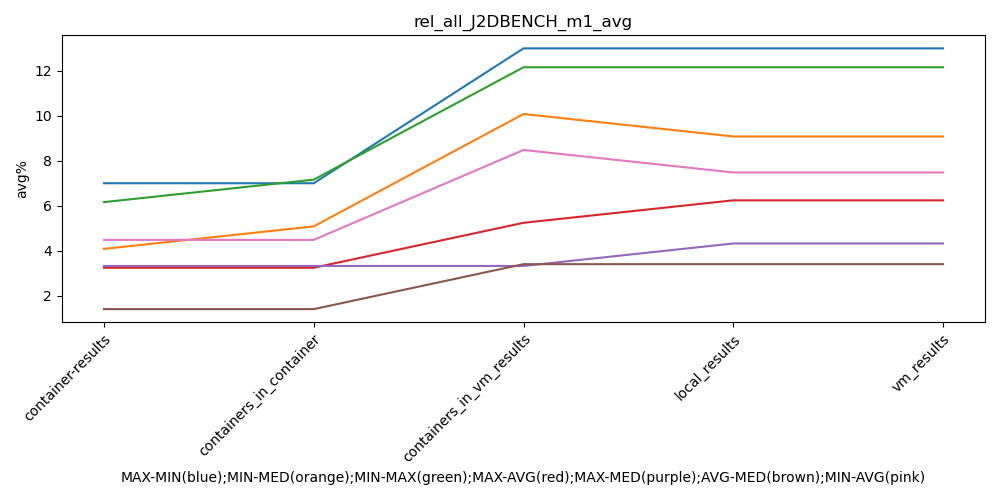 rel_all_J2DBENCH_m1_avg
avg%
12
10
8
6
4
2
container-results
containers_in_container
containers_in_vm_results
local_results
vm_results
MAX-MIN(blue);MIN-MED(orange);MIN-MAX(green);MAX-AVG(red);MAX-MED(purple);AVG-MED(brown);MIN-AVG(pink)